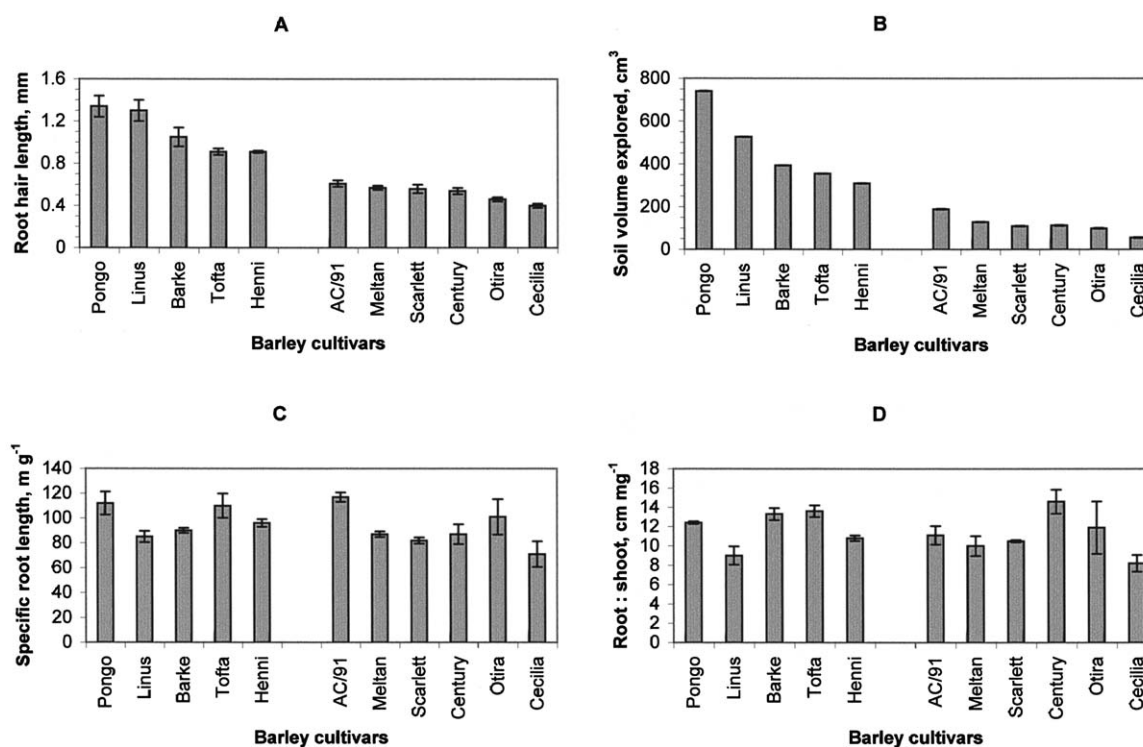 A
Root hair length, mm
1.6
1.2
0.8
0.4
0
Pongo
Linus
Barke
Tofta
Henni
AC/91
Meltan
Scarlett
Century
Otira
Cecilia
Barley cultivars
B
Soil volume explored, cm³
800
600
400
200
0
Pongo
Linus
Barke
Tofta
Henni
AC/91
Meltan
Scarlett
Century
Otira
Cecilia
Barley cultivars
C
Specific root length, m g⁻¹
140
120
100
80
60
40
20
0
Pongo
Linus
Barke
Tofta
Henni
AC/91
Meltan
Scarlett
Century
Otira
Cecilia
Barley cultivars
D
Root : shoot, cm mg⁻¹
18
16
14
12
10
8
6
4
2
0
Pongo
Linus
Barke
Tofta
Henni
AC/91
Meltan
Scarlett
Century
Otira
Cecilia
Barley cultivars